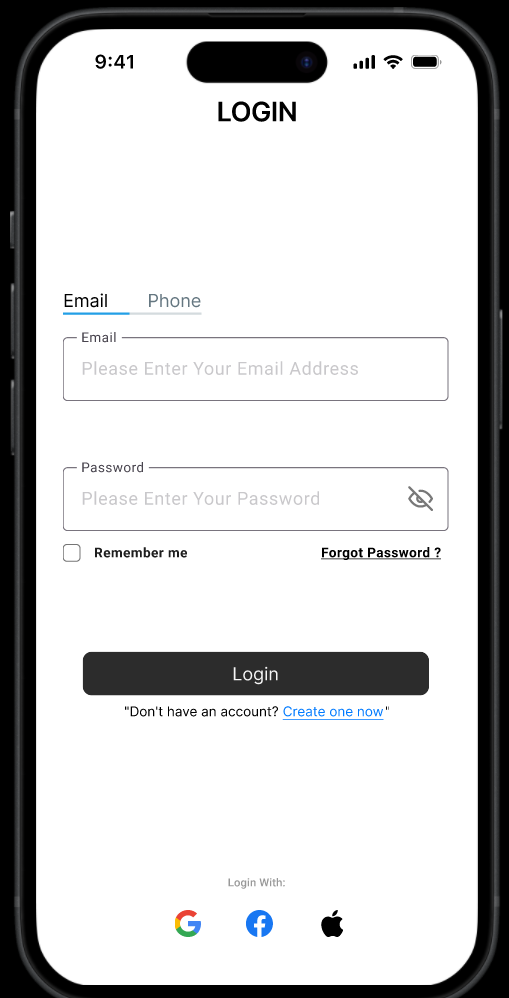 9:41
LOGIN
Email Phone
Email
Please Enter Your Email Address
Password
Please Enter Your Password
Remember me Forgot Password ?
Login
"Don't have an account? Create one now"
Login With: